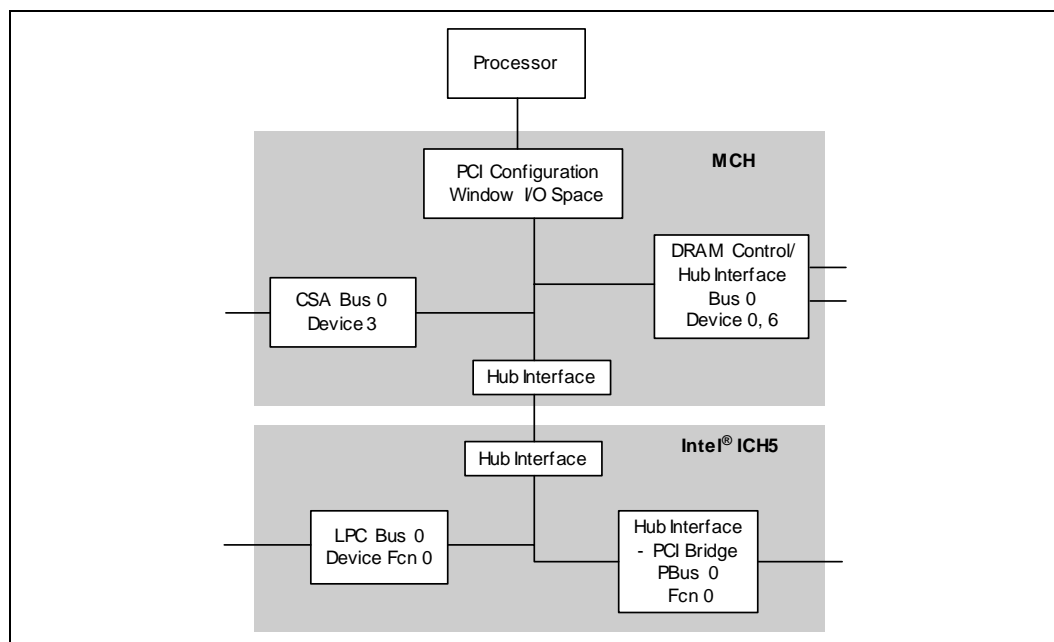 Processor
MCH
PCI Configuration
Window I/O Space
DRAM Control/
Hub Interface
Bus 0
Device 0, 6
CSA Bus 0
Device 3
Hub Interface
Intel® ICH5
Hub Interface
LPC Bus 0
Device Fcn 0
Hub Interface
- PCI Bridge
PBus 0
Fcn 0